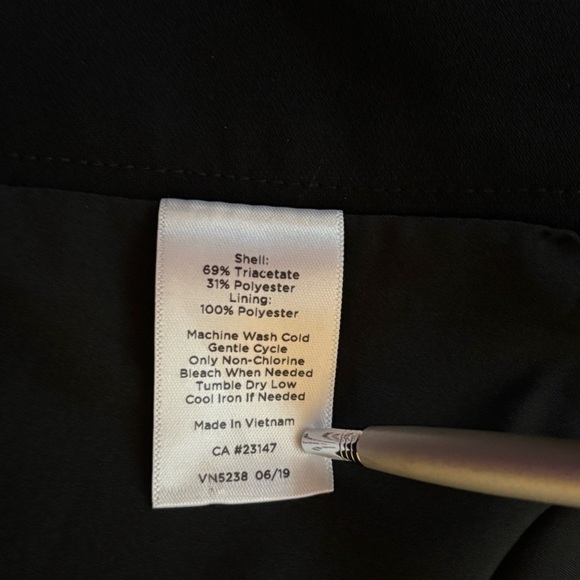 Shell:
69% Triacetate
31% Polyester
Lining:
100% Polyester
Machine Wash Cold
Gentle Cycle
Only Non-Chlorine
Bleach When Needed
Tumble Dry Low
Cool Iron If Needed
Made In Vietnam
CA #23147
VN5238 06/19